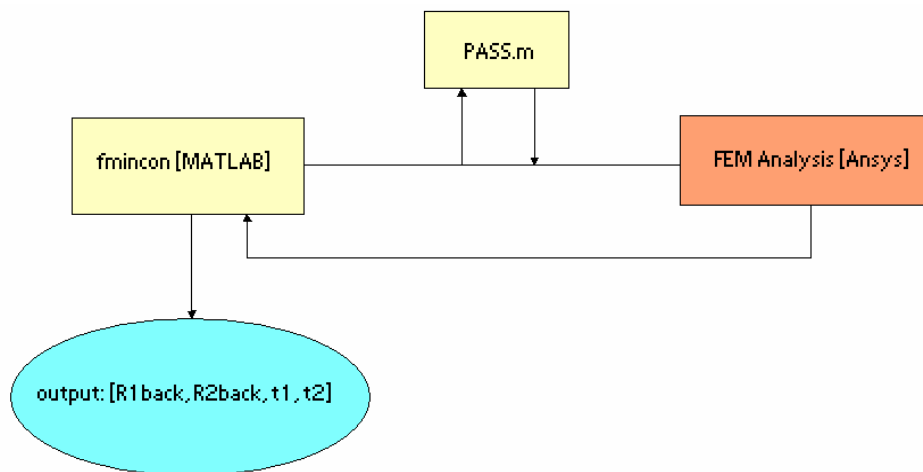 PASS.m
fmincon [MATLAB]
FEM Analysis [Ansys]
output: [R1back,R2back,t1,t2]